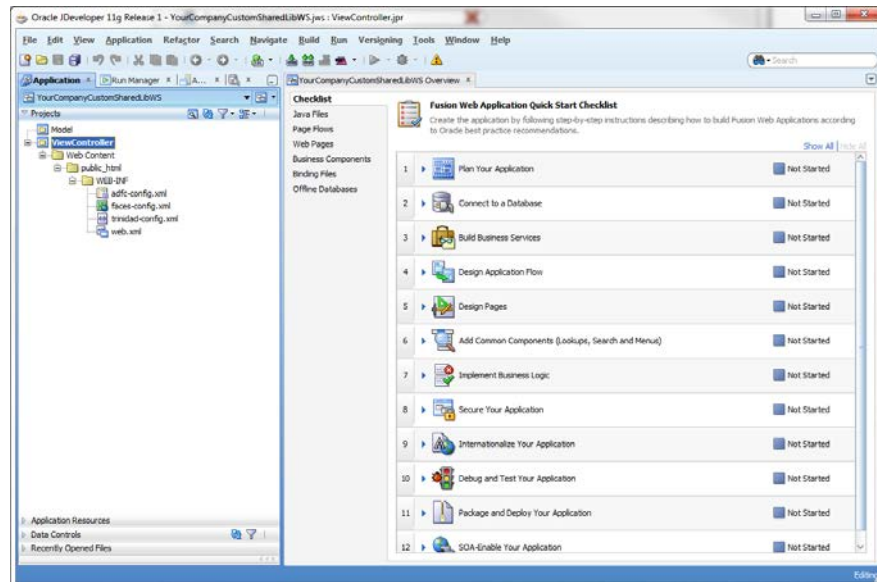 Oracle JDeveloper 11g Release 1 - YourCompanyCustomSharedLibWS.jws : ViewController.jpr
File Edit View Application Refactor Search Navigate Build Run Versioning Tools Window Help
Search
Application
Run Manager
A...
YourCompanyCustomSharedLibWS Overview
YourCompanyCustomSharedLibWS
Projects
Model
ViewController
Web Content
public_html
WEB-INF
adfc-config.xml
faces-config.xml
trinidad-config.xml
web.xml
Application Resources
Data Controls
Recently Opened Files
Checklist
Java Files
Page Flows
Web Pages
Business Components
Binding Files
Offline Databases
Fusion Web Application Quick Start Checklist
Create the application by following step-by-step instructions describing how to build Fusion Web Applications according
to Oracle best practice recommendations.
Show All Hide All
1 Plan Your Application Not Started
2 Connect to a Database Not Started
3 Build Business Services Not Started
4 Design Application Flow Not Started
5 Design Pages Not Started
6 Add Common Components (Lookups, Search and Menus) Not Started
7 Implement Business Logic Not Started
8 Secure Your Application Not Started
9 Internationalize Your Application Not Started
10 Debug and Test Your Application Not Started
11 Package and Deploy Your Application Not Started
12 SOA-Enable Your Application Not Started
Editing